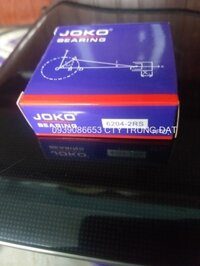 JOKO®
BEARING
0939086653 CTY TRUNG DAT
JOKO®
BEARING
6204-2RS